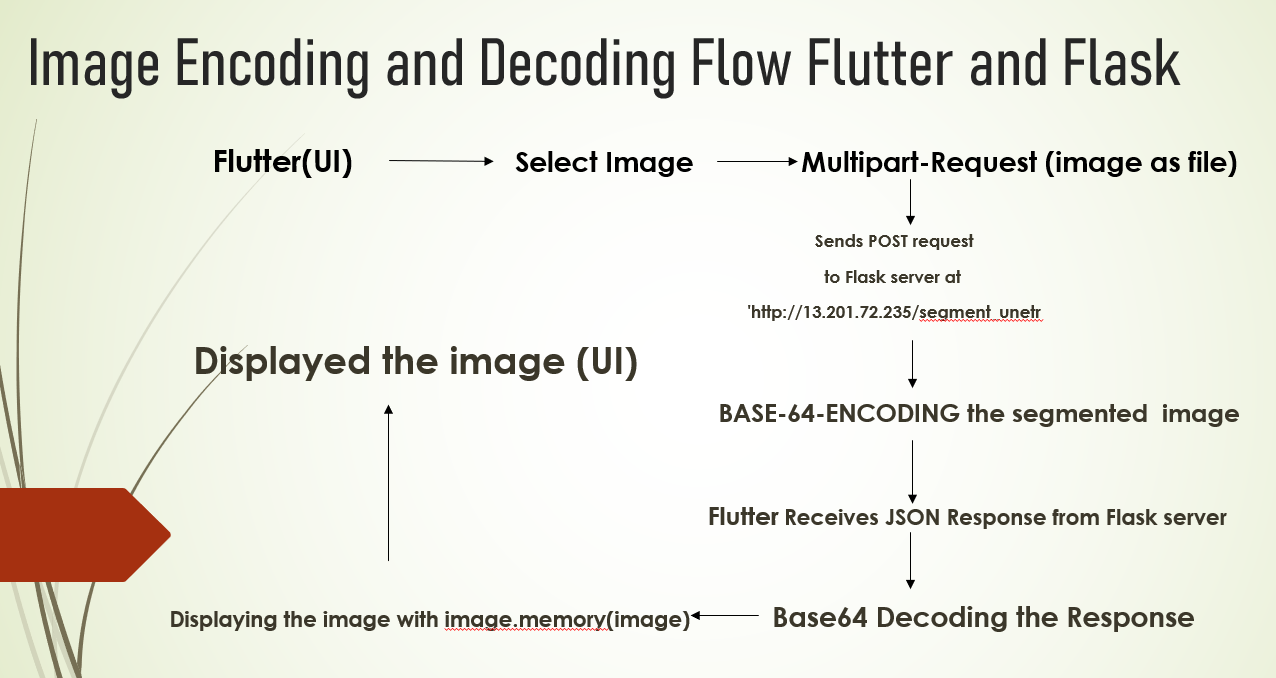 Image Encoding and Decoding Flow Flutter and Flask
Flutter(UI)
Select Image
Multipart-Request (image as file)
Sends POST request
to Flask server at
'http://13.201.72.235/segment_unetr
BASE-64-ENCODING the segmented  image
Flutter Receives JSON Response from Flask server
Base64 Decoding the Response
Displaying the image with image.memory(image)
Displayed the image (UI)